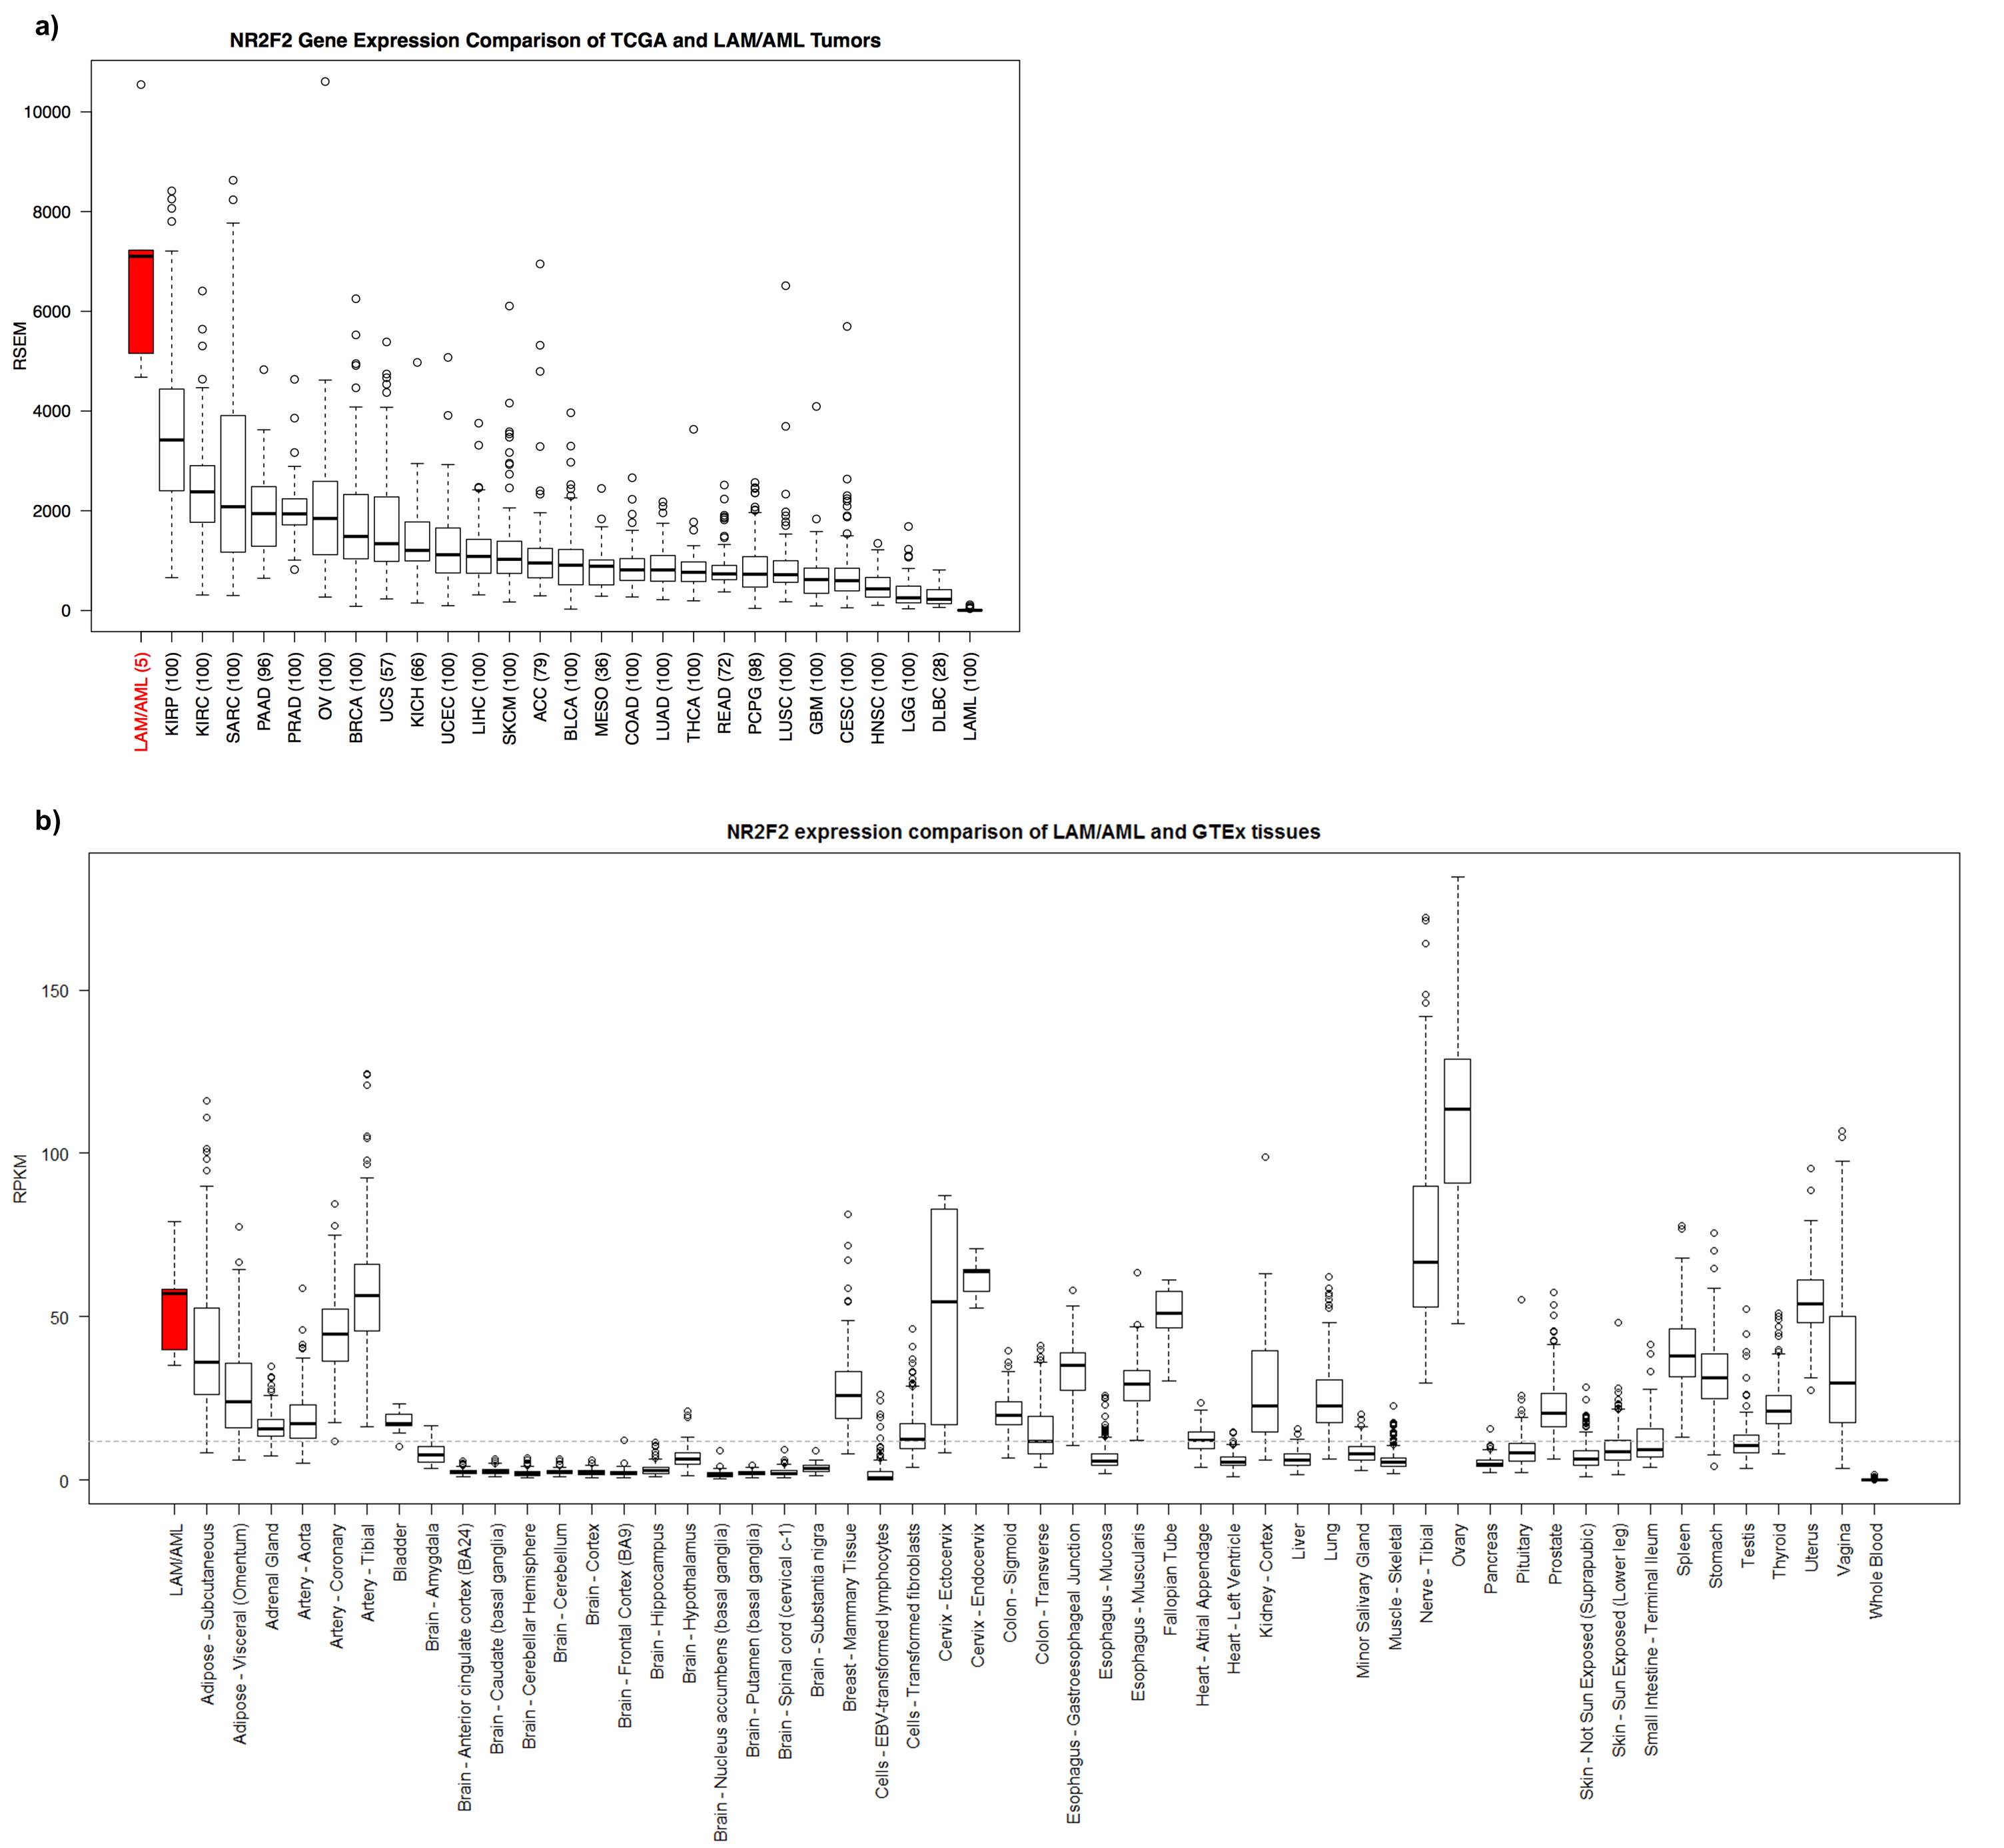 a)
NR2F2 Gene Expression Comparison of TCGA and LAM/AML Tumors
RSEM
10000
8000
6000
4000
2000
0
LAM/AML (5)
KIRP (100)
KIRC (100)
SARC (100)
PAAD (96)
PRAD (100)
OV (100)
BRCA (100)
UCS (57)
KICH (66)
UCEC (100)
LIHC (100)
SKCM (100)
ACC (79)
BLCA (100)
MESO (36)
COAD (100)
LUAD (100)
THCA (100)
READ (72)
PCPG (98)
LUSC (100)
GBM (100)
CESC (100)
HNSC (100)
LGG (100)
DLBC (28)
LAML (100)
b)
NR2F2 expression comparison of LAM/AML and GTEx tissues
RPKM
150
100
50
0
LAM/AML
Adipose - Subcutaneous
Adipose - Visceral (Omentum)
Adrenal Gland
Artery - Aorta
Artery - Coronary
Artery - Tibial
Bladder
Brain - Amygdala
Brain - Anterior cingulate cortex (BA24)
Brain - Caudate (basal ganglia)
Brain - Cerebellar Hemisphere
Brain - Cerebellum
Brain - Cortex
Brain - Frontal Cortex (BA9)
Brain - Hippocampus
Brain - Hypothalamus
Brain - Nucleus accumbens (basal ganglia)
Brain - Putamen (basal ganglia)
Brain - Spinal cord (cervical c-1)
Brain - Substantia nigra
Breast - Mammary Tissue
Cells - EBV-transformed lymphocytes
Cells - Transformed fibroblasts
Cervix - Ectocervix
Cervix - Endocervix
Colon - Sigmoid
Colon - Transverse
Esophagus - Gastroesophageal Junction
Esophagus - Mucosa
Esophagus - Muscularis
Fallopian Tube
Heart - Atrial Appendage
Heart - Left Ventricle
Kidney - Cortex
Liver
Lung
Minor Salivary Gland
Muscle - Skeletal
Nerve - Tibial
Ovary
Pancreas
Pituitary
Prostate
Skin - Not Sun Exposed (Suprapubic)
Skin - Sun Exposed (Lower leg)
Small Intestine - Terminal Ileum
Spleen
Stomach
Testis
Thyroid
Uterus
Vagina
Whole Blood